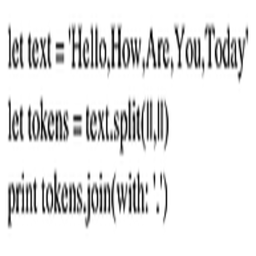 let text = 'Hello,How,Are,You,Today'
let tokens = text.split(||,||)
print tokens.join(with: '.')